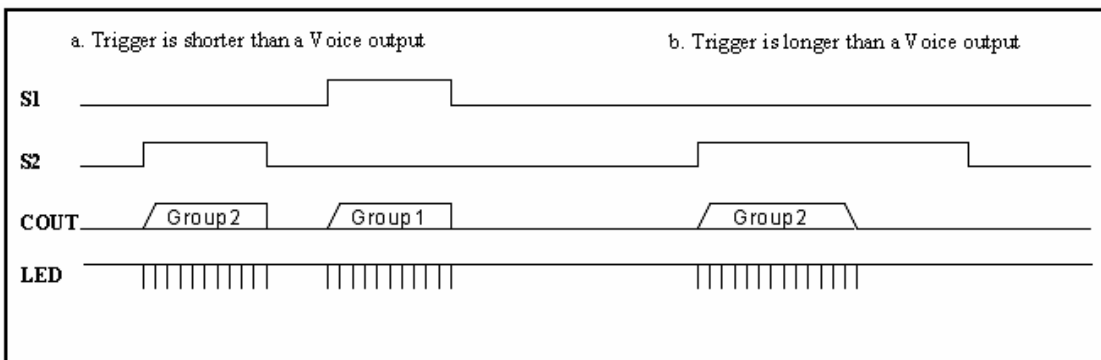 a. Trigger is shorter than a Voice output
b. Trigger is longer than a Voice output
S1
S2
COUT
Group2
Group1
Group2
LED